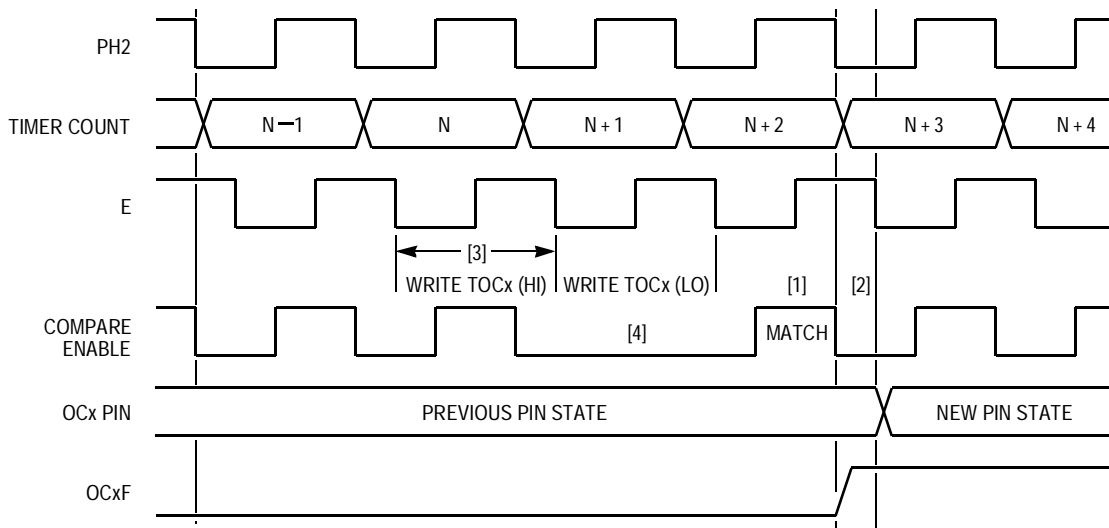 PH2
TIMER COUNT
N—1
N
N + 1
N + 2
N + 3
N + 4
E
[3]
WRITE TOCx (HI)
WRITE TOCx (LO)
[1]
[2]
COMPARE
ENABLE
[4]
MATCH
OCx PIN
PREVIOUS PIN STATE
NEW PIN STATE
OCxF